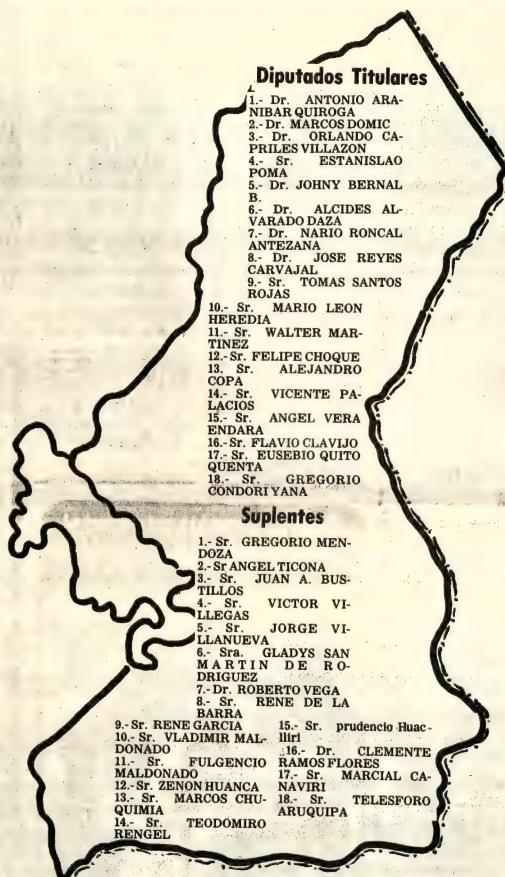 Diputados Titulares
1.- Dr. ANTONIO ARA-
NIBAR QUIROGA
2.- Dr. MARCOS DOMIC
3.- Dr. ORLANDO CA-
PRILES VILLAZON
4.- Sr. ESTANISLAO
POMA
5.- Dr. JOHNY BERNAL
B.
6.- Dr. ALCIDES AL-
VARADO DAZA
7.- Dr. NARIO RONCAL
ANTEZANA
8.- Dr. JOSE REYES
CARVAJAL
9.- Sr. TOMAS SANTOS
ROJAS
10.- Sr. MARIO LEON
HEREDIA
11.- Sr. WALTER MAR-
TINEZ
12.- Sr. FELIPE CHOQUE
13. Sr. ALEJANDRO
COPA
14.- Sr. VICENTE PA-
LACIOS
15.- Sr. ANGEL VERA
ENDARA
16.- Sr. FLAVIO CLAVIJO
17.- Sr. EUSEBIO QUITO
QUENTA
18.- Sr. GREGORIO
CONDORI YANA
Suplentes
1.- Sr. GREGORIO MEN-
DOZA
2.- Sr ANGEL TICONA
3.- Sr. JUAN A. BUS-
TILLOS
4.- Sr. VICTOR VI-
LLEGAS
5.- Sr. JORGE VI-
LLANUEVA
6.- Sra. GLADYS SAN
MARTIN DE RO-
DRIGUEZ
7.- Dr. ROBERTO VEGA
8.- Sr. RENE DE LA
BARRA
9.- Sr. RENE GARCIA
10.- Sr. VLADIMIR MAL-
DONADO
11.- Sr. FULGENCIO
MALDONADO
12.- Sr. ZENON HUANCA
13.- Sr. MARCOS CHU-
QUIMIA
14.- Sr. TEODOMIRO
RENGEL
15.- Sr. prudencio Huac-
lliri
16.- Dr. CLEMENTE
RAMOS FLORES
17.- Sr. MARCIAL CA-
NAVIRI
18.- Sr. TELESFORO
ARUQUIPA